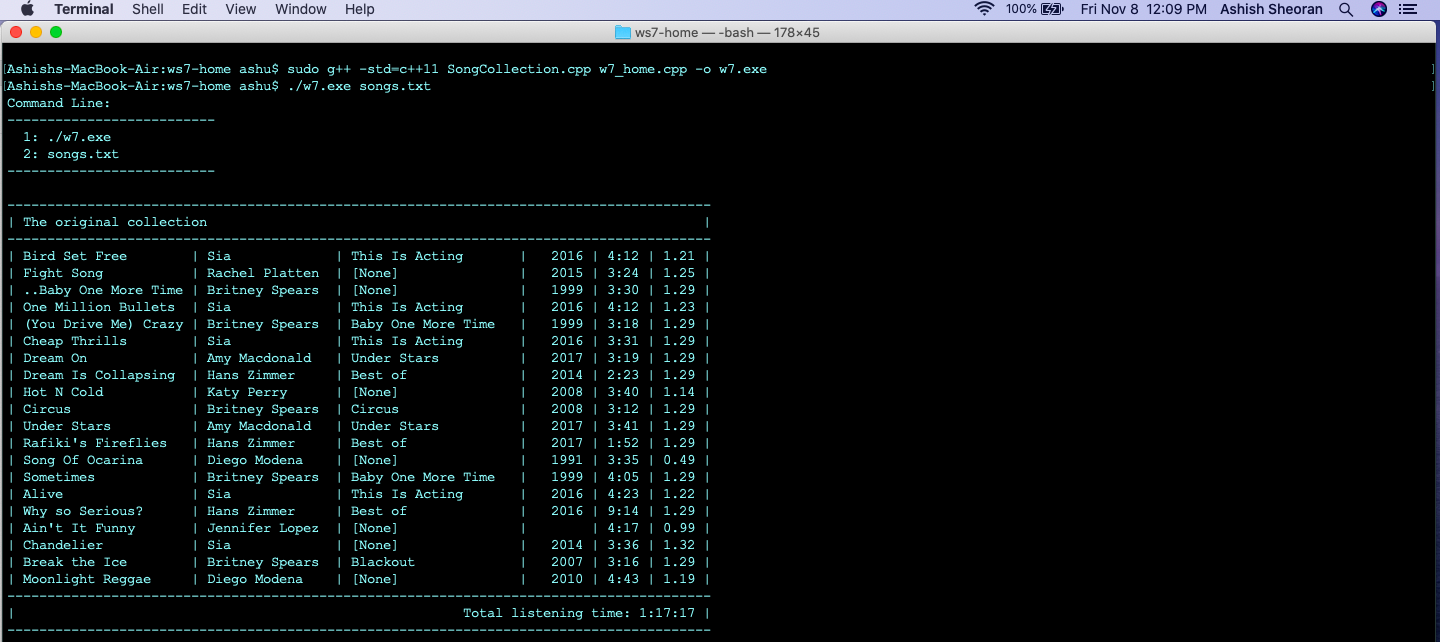 Terminal Shell Edit View Window Help 100% Fri Nov 8 12:09 PM Ashish Sheoran
ws7-home — -bash — 178×45
[Ashishs-MacBook-Air:ws7-home ashu$ sudo g++ -std=c++11 SongCollection.cpp w7_home.cpp -o w7.exe ]
[Ashishs-MacBook-Air:ws7-home ashu$ ./w7.exe songs.txt ]
Command Line:
--------------------------
  1: ./w7.exe
  2: songs.txt
--------------------------
----------------------------------------------------------------------------------------
| The original collection                                                              |
----------------------------------------------------------------------------------------
| Bird Set Free        | Sia             | This Is Acting       |   2016 | 4:12 | 1.21 |
| Fight Song           | Rachel Platten  | [None]               |   2015 | 3:24 | 1.25 |
| ..Baby One More Time | Britney Spears  | [None]               |   1999 | 3:30 | 1.29 |
| One Million Bullets  | Sia             | This Is Acting       |   2016 | 4:12 | 1.23 |
| (You Drive Me) Crazy | Britney Spears  | Baby One More Time   |   1999 | 3:18 | 1.29 |
| Cheap Thrills        | Sia             | This Is Acting       |   2016 | 3:31 | 1.29 |
| Dream On             | Amy Macdonald   | Under Stars          |   2017 | 3:19 | 1.29 |
| Dream Is Collapsing  | Hans Zimmer     | Best of              |   2014 | 2:23 | 1.29 |
| Hot N Cold           | Katy Perry      | [None]               |   2008 | 3:40 | 1.14 |
| Circus               | Britney Spears  | Circus               |   2008 | 3:12 | 1.29 |
| Under Stars          | Amy Macdonald   | Under Stars          |   2017 | 3:41 | 1.29 |
| Rafiki's Fireflies   | Hans Zimmer     | Best of              |   2017 | 1:52 | 1.29 |
| Song Of Ocarina      | Diego Modena    | [None]               |   1991 | 3:35 | 0.49 |
| Sometimes            | Britney Spears  | Baby One More Time   |   1999 | 4:05 | 1.29 |
| Alive                | Sia             | This Is Acting       |   2016 | 4:23 | 1.22 |
| Why so Serious?      | Hans Zimmer     | Best of              |   2016 | 9:14 | 1.29 |
| Ain't It Funny       | Jennifer Lopez  | [None]               |        | 4:17 | 0.99 |
| Chandelier           | Sia             | [None]               |   2014 | 3:36 | 1.32 |
| Break the Ice        | Britney Spears  | Blackout             |   2007 | 3:16 | 1.29 |
| Moonlight Reggae     | Diego Modena    | [None]               |   2010 | 4:43 | 1.19 |
----------------------------------------------------------------------------------------
|                                                        Total listening time: 1:17:17 |
----------------------------------------------------------------------------------------